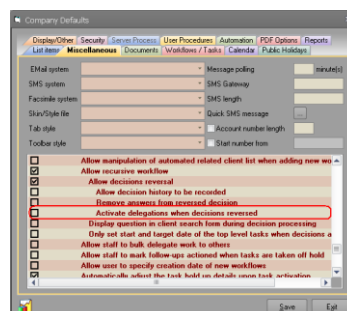 Company Defaults
Display/Other Security Server Process User Procedures Automation PDF Options Reports
List items Miscellaneous Documents Workflows / Tasks Calendar Public Holidays
EMail system Message polling minute(s)
SMS system SMS Gateway
Facsimile system SMS length
Skin/Style file Quick SMS message ...
Tab style Account number length
Toolbar style Start number from
Allow manipulation of automated related client list when adding new wo
Allow recursive workflow
Allow decisions reversal
Allow decision history to be recorded
Remove answers from reversed decision
Activate delegations when decisions reversed
Display question in client search form during decision processing
Only set start and target date of the top level tasks when decisions a
Allow staff to bulk delegate work to others
Allow staff to mark follow-ups actioned when tasks are taken off hold
Allow user to specify creation date of new workflows
Automatically adjust the task hold up details upon task activation
Save Exit